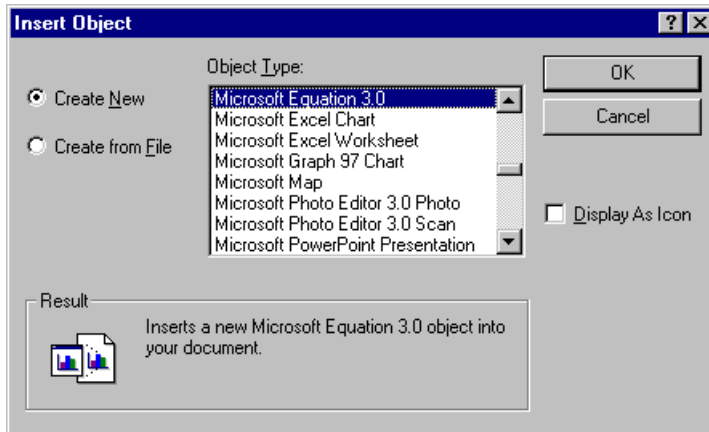 Insert Object
Object Type:
Create New
Create from File
Microsoft Equation 3.0
Microsoft Excel Chart
Microsoft Excel Worksheet
Microsoft Graph 97 Chart
Microsoft Map
Microsoft Photo Editor 3.0 Photo
Microsoft Photo Editor 3.0 Scan
Microsoft PowerPoint Presentation
OK
Cancel
Display As Icon
Result
Inserts a new Microsoft Equation 3.0 object into
your document.